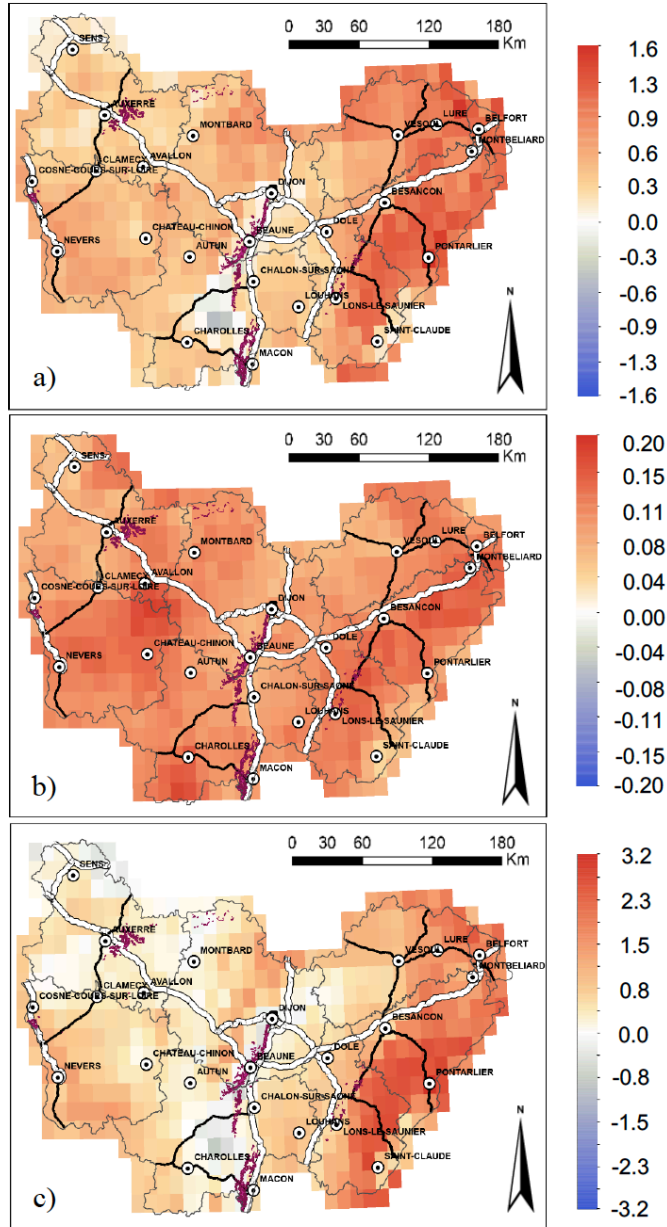 0 30 60 120 180
Km
SENS
AUXERRE
MONTBARD
VESOUL
LURE
BELFORT
MONTBELIARD
CLAMECY
AVALLON
COSNE-COURS-SUR-LOIRE
DIJON
BESANCON
NEVERS
CHATEAU-CHINON
AUTUN
BEAUNE
DOLE
PONTARLIER
CHALON-SUR-SAONE
LOUHANS
LONS-LE-SAUNIER
CHAROLLES
SAINT-CLAUDE
MACON
N
a)
1.6
1.3
0.9
0.6
0.3
0.0
-0.3
-0.6
-0.9
-1.3
-1.6
0 30 60 120 180
Km
SENS
AUXERRE
MONTBARD
VESOUL
LURE
BELFORT
MONTBELIARD
CLAMECY
AVALLON
COSNE-COURS-SUR-LOIRE
DIJON
BESANCON
NEVERS
CHATEAU-CHINON
AUTUN
BEAUNE
DOLE
PONTARLIER
CHALON-SUR-SAONE
LOUHANS
LONS-LE-SAUNIER
CHAROLLES
SAINT-CLAUDE
MACON
N
b)
0.20
0.15
0.11
0.08
0.04
0.00
-0.04
-0.08
-0.11
-0.15
-0.20
0 30 60 120 180
Km
SENS
AUXERRE
MONTBARD
VESOUL
LURE
BELFORT
MONTBELIARD
CLAMECY
AVALLON
COSNE-COURS-SUR-LOIRE
DIJON
BESANCON
NEVERS
CHATEAU-CHINON
AUTUN
BEAUNE
DOLE
PONTARLIER
CHALON-SUR-SAONE
LOUHANS
LONS-LE-SAUNIER
CHAROLLES
SAINT-CLAUDE
MACON
N
c)
3.2
2.3
1.5
0.8
0.0
-0.8
-1.5
-2.3
-3.2